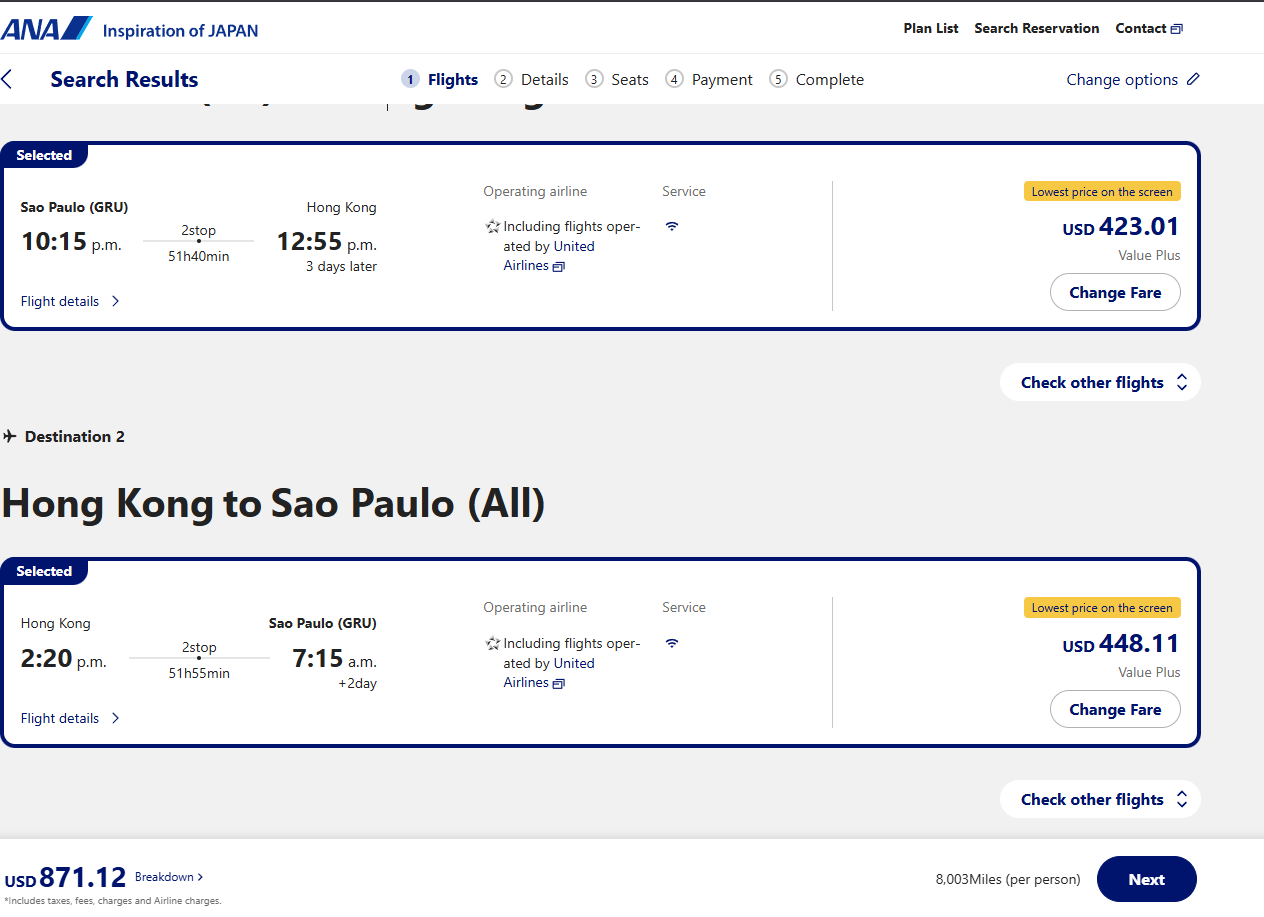 ANA Inspiration of JAPAN
Plan List Search Reservation Contact
Search Results
1 Flights 2 Details 3 Seats 4 Payment 5 Complete
Change options
Selected
Operating airline Service
Lowest price on the screen
Sao Paulo (GRU) Hong Kong
10:15 p.m. 2stop 12:55 p.m.
51h40min
3 days later
Including flights oper-
ated by United
Airlines
USD 423.01
Value Plus
Change Fare
Flight details
Check other flights
Destination 2
Hong Kong to Sao Paulo (All)
Selected
Operating airline Service
Lowest price on the screen
Hong Kong Sao Paulo (GRU)
2:20 p.m. 2stop 7:15 a.m.
51h55min
+2day
Including flights oper-
ated by United
Airlines
USD 448.11
Value Plus
Change Fare
Flight details
Check other flights
USD 871.12 Breakdown
*Includes taxes, fees, charges and Airline charges.
8,003Miles (per person)
Next